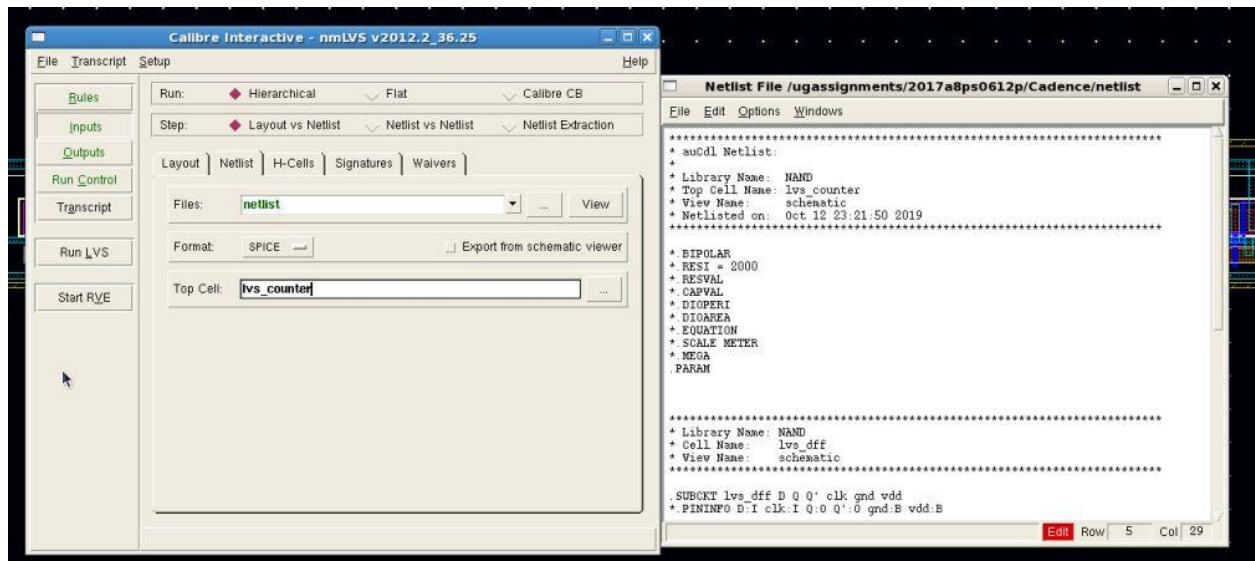 Calibre Interactive - nmLVS v2012.2_36.25
File Transcript Setup Help
Rules
Inputs
Outputs
Run Control
Transcript
Run LVS
Start RVE
Run: Hierarchical Flat Calibre CB
Step: Layout vs Netlist Netlist vs Netlist Netlist Extraction
Layout Netlist H-Cells Signatures Waivers
Files: netlist ... View
Format: SPICE Export from schematic viewer
Top Cell: lvs_counter ...
Netlist File /ugassignments/2017a8ps0612p/Cadence/netlist
File Edit Options Windows
************************************************************************
* auCdl Netlist:
*
* Library Name: NAND
* Top Cell Name: lvs_counter
* View Name: schematic
* Netlisted on: Oct 12 23:21:50 2019
************************************************************************
*.BIPOLAR
*.RESI = 2000
*.RESVAL
*.CAPVAL
*.DIOPERI
*.DIOAREA
*.EQUATION
*.SCALE METER
*.MEGA
.PARAM
************************************************************************
* Library Name: NAND
* Cell Name: lvs_dff
* View Name: schematic
************************************************************************
.SUBCKT lvs_dff D Q Q' clk gnd vdd
*.PININFO D:I clk:I Q:O Q':O gnd:B vdd:B
Edit Row 5 Col 29